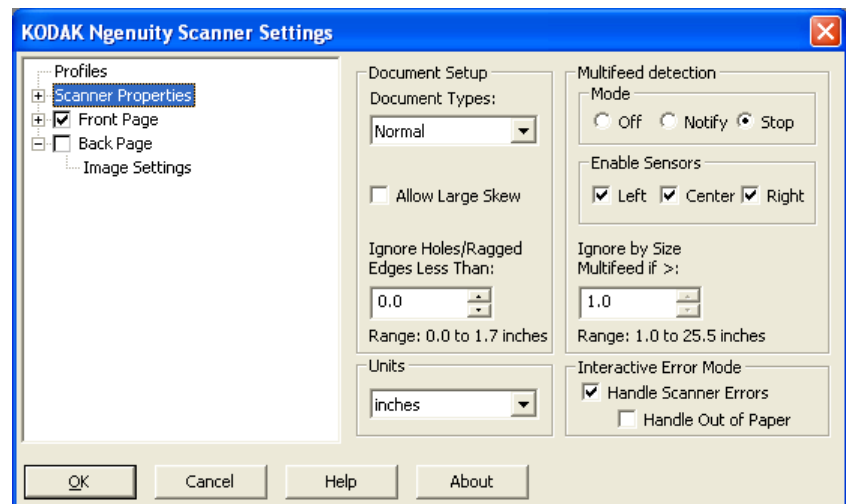 KODAK Ngenuity Scanner Settings
Profiles
Scanner Properties
Front Page
Back Page
Image Settings
Document Setup
Document Types:
Normal
Allow Large Skew
Ignore Holes/Ragged
Edges Less Than:
0.0
Range: 0.0 to 1.7 inches
Units
inches
Multifeed detection
Mode
Off Notify Stop
Enable Sensors
Left Center Right
Ignore by Size
Multifeed if >:
1.0
Range: 1.0 to 25.5 inches
Interactive Error Mode
Handle Scanner Errors
Handle Out of Paper
OK Cancel Help About